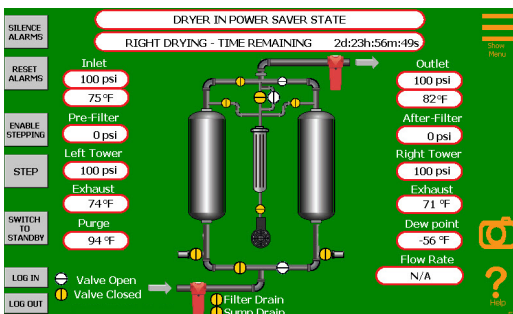 DRYER IN POWER SAVER STATE
RIGHT DRYING - TIME REMAINING 2d:23h:56m:49s
SILENCE
ALARMS
RESET
ALARMS
ENABLE
STEPPING
STEP
SWITCH
TO
STANDBY
LOG IN
LOG OUT
Inlet
100 psi
75 °F
Pre-Filter
0 psi
Left Tower
100 psi
Exhaust
74 °F
Purge
94 °F
Valve Open
Valve Closed
Filter Drain
Sump Drain
Outlet
100 psi
82 °F
After-Filter
0 psi
Right Tower
100 psi
Exhaust
71 °F
Dew point
-56 °F
Flow Rate
N/A
Show
Menu
Help